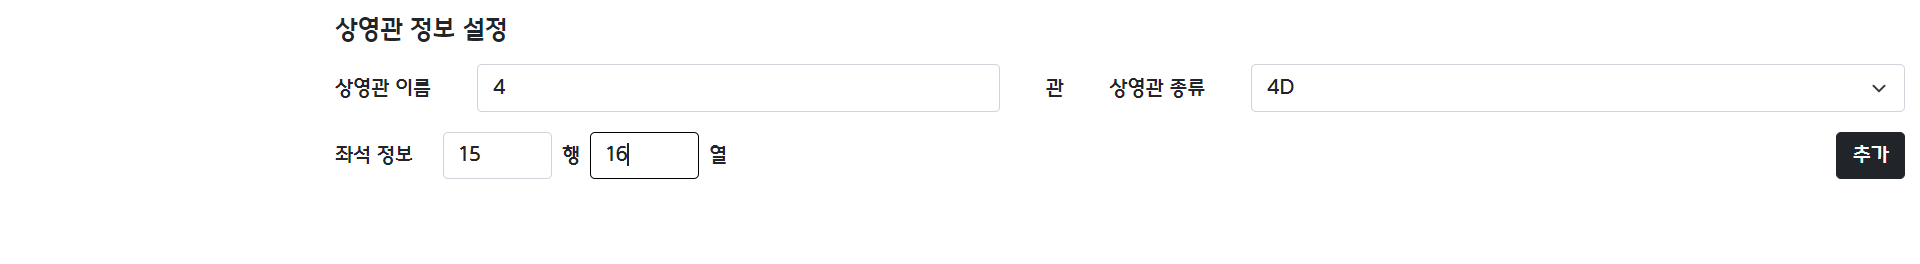 상영관 정보 설정
상영관 이름 4 관 상영관 종류 4D
좌석 정보 15 행 16 열 추가